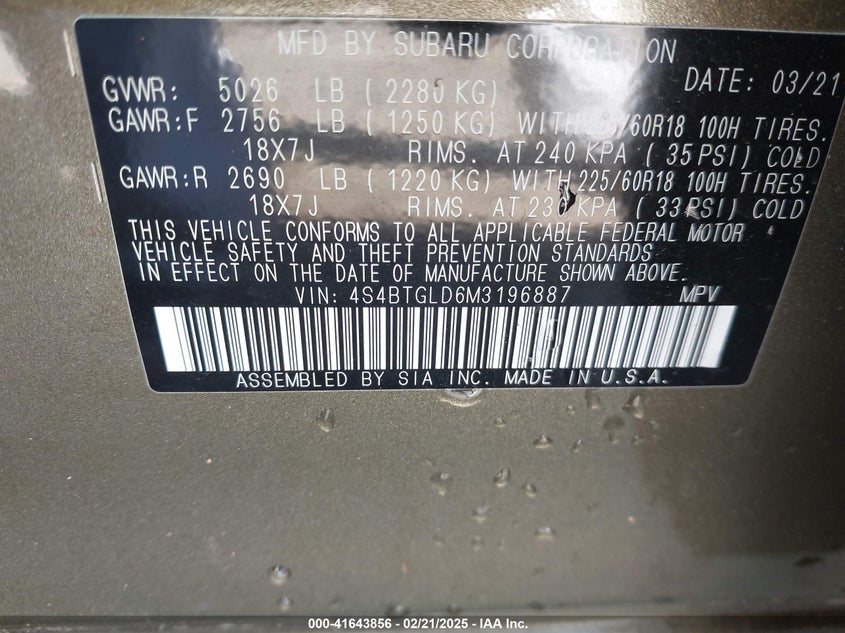 MFD BY SUBARU CORPORATION
DATE: 03/21
GVWR: 5026 LB ( 2280 KG)
GAWR:F 2756 LB ( 1250 KG) WITH 225/60R18 100H TIRES.
18X7J RIMS. AT 240 KPA ( 35 PSI) COLD
GAWR:R 2690 LB ( 1220 KG) WITH 225/60R18 100H TIRES.
18X7J RIMS. AT 230 KPA ( 33 PSI) COLD
THIS VEHICLE CONFORMS TO ALL APPLICABLE FEDERAL MOTOR
VEHICLE SAFETY AND THEFT PREVENTION STANDARDS
IN EFFECT ON THE DATE OF MANUFACTURE SHOWN ABOVE.
VIN: 4S4BTGLD6M3196887 MPV
ASSEMBLED BY SIA INC. MADE IN U.S.A.
000-41643856 - 02/21/2025 - IAA Inc.